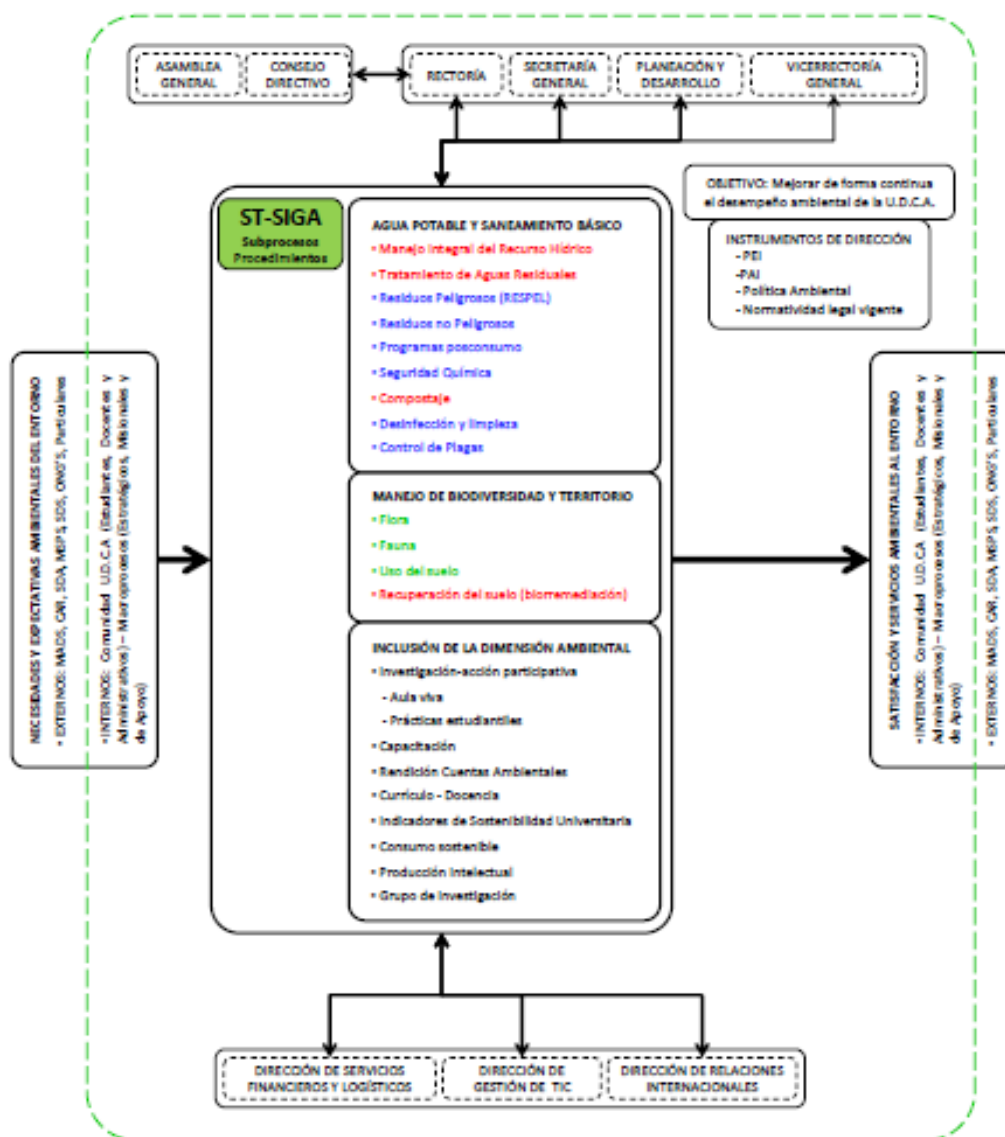 ASAMBLEA
GENERAL
CONSEJO
DIRECTIVO
RECTORÍA
SECRETARÍA
GENERAL
PLANEACIÓN Y
DESARROLLO
VICERRECTORÍA
GENERAL
OBJETIVO: Mejorar de forma continua
el desempeño ambiental de la U.D.C.A.
INSTRUMENTOS DE DIRECCIÓN
- PEI
-PAI
- Política Ambiental
- Normatividad legal vigente
ST-SIGA
Subprocesos
Procedimientos
AGUA POTABLE Y SANEAMIENTO BÁSICO
• Manejo Integral del Recurso Hídrico
• Tratamiento de Aguas Residuales
• Residuos Peligrosos (RESPEL)
• Residuos no Peligrosos
• Programas posconsumo
• Seguridad Química
• Compostaje
• Desinfección y limpieza
• Control de Plagas
MANEJO DE BIODIVERSIDAD Y TERRITORIO
• Flora
• Fauna
• Uso del suelo
• Recuperación del suelo (biorremediación)
INCLUSIÓN DE LA DIMENSIÓN AMBIENTAL
• Investigación-acción participativa
- Aula viva
- Prácticas estudiantiles
• Capacitación
• Rendición Cuentas Ambientales
• Currículo - Docencia
• Indicadores de Sostenibilidad Universitaria
• Consumo sostenible
• Producción Intelectual
• Grupo de Investigación
NECESIDADES Y EXPECTATIVAS AMBIENTALES DEL ENTORNO
• EXTERNOS: MADS, CAR, SDA, MSPS, SDS, ONG'S, Particulares
• INTERNOS: Comunidad U.D.C.A (Estudiantes, Docentes y
Administrativos) – Macroprocesos (Estratégicos, Misionales y
de Apoyo)
SATISFACCIÓN Y SERVICIOS AMBIENTALES AL ENTORNO
• INTERNOS: Comunidad U.D.C.A (Estudiantes, Docentes y
Administrativos) – Macroprocesos (Estratégicos, Misionales y
de Apoyo)
• EXTERNOS: MADS, CAR, SDA, MSPS, SDS, ONG'S, Particulares
DIRECCIÓN DE SERVICIOS
FINANCIEROS Y LOGÍSTICOS
DIRECCIÓN DE
GESTIÓN DE TIC
DIRECCIÓN DE RELACIONES
INTERNACIONALES